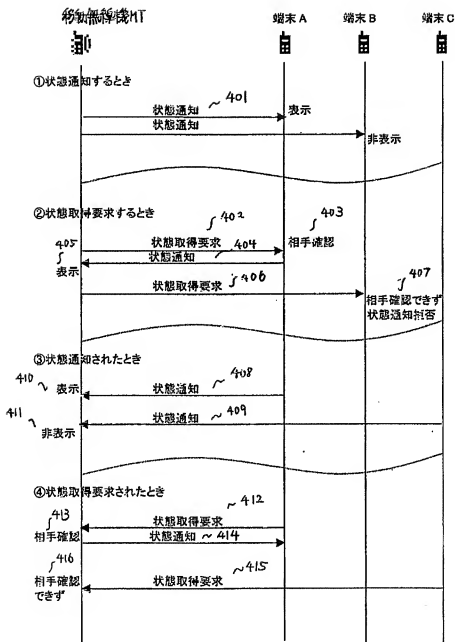 移動無線機MT 端末A 端末B 端末C
①状態通知するとき
状態通知 ~401
表示
状態通知
非表示
②状態取得要求するとき
402 403
405 状態取得要求 相手確認
表示 状態通知 404
状態取得要求 406 407
相手確認できず
状態通知拒否
③状態通知されたとき
410 表示 状態通知 408
411 非表示 状態通知 409
④状態取得要求されたとき
412
413 状態取得要求
相手確認 状態通知 ~414
416 415
相手確認 状態取得要求
できず